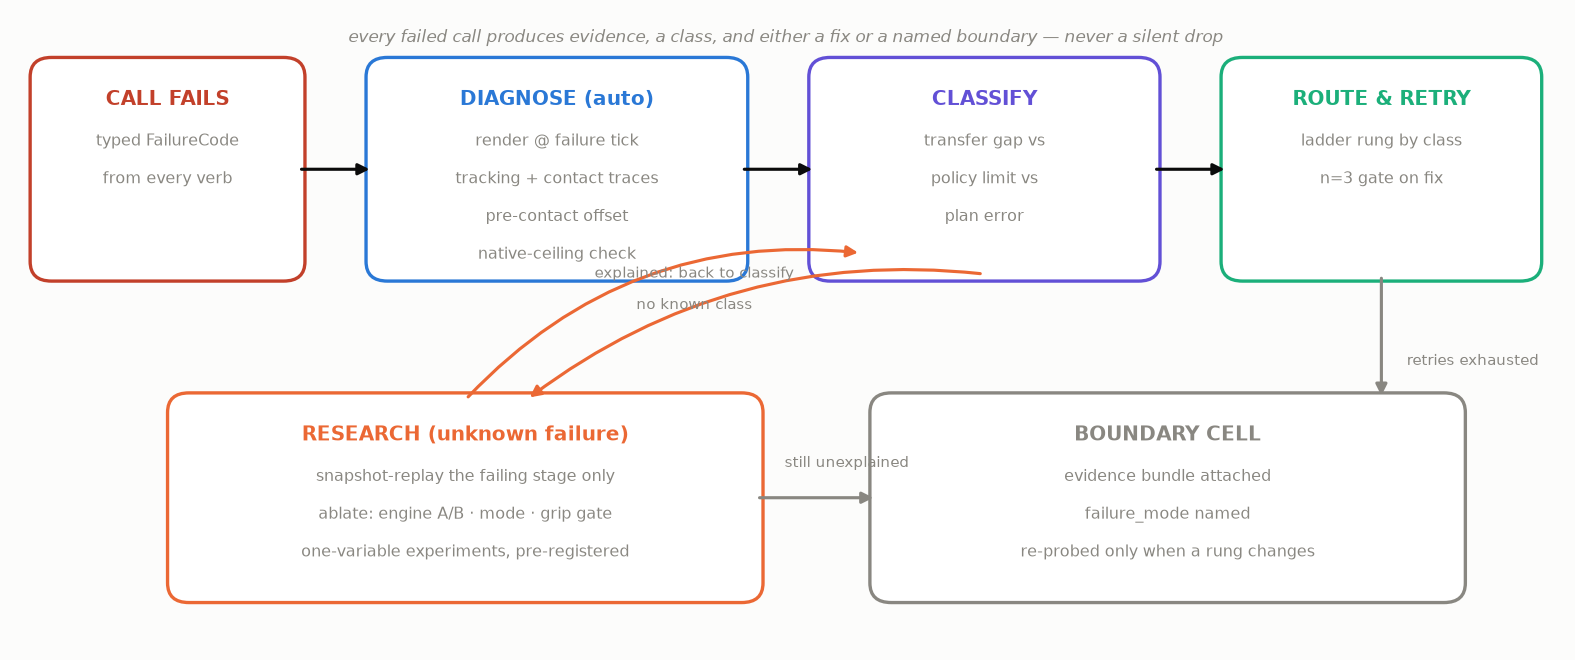 every failed call produces evidence, a class, and either a fix or a named boundary — never a silent drop
CALL FAILS
typed FailureCode
from every verb
DIAGNOSE (auto)
render @ failure tick
tracking + contact traces
pre-contact offset
native-ceiling check
CLASSIFY
transfer gap vs
policy limit vs
plan error
ROUTE & RETRY
ladder rung by class
n=3 gate on fix
explained: back to classify
no known class
retries exhausted
RESEARCH (unknown failure)
snapshot-replay the failing stage only
ablate: engine A/B · mode · grip gate
one-variable experiments, pre-registered
still unexplained
BOUNDARY CELL
evidence bundle attached
failure_mode named
re-probed only when a rung changes